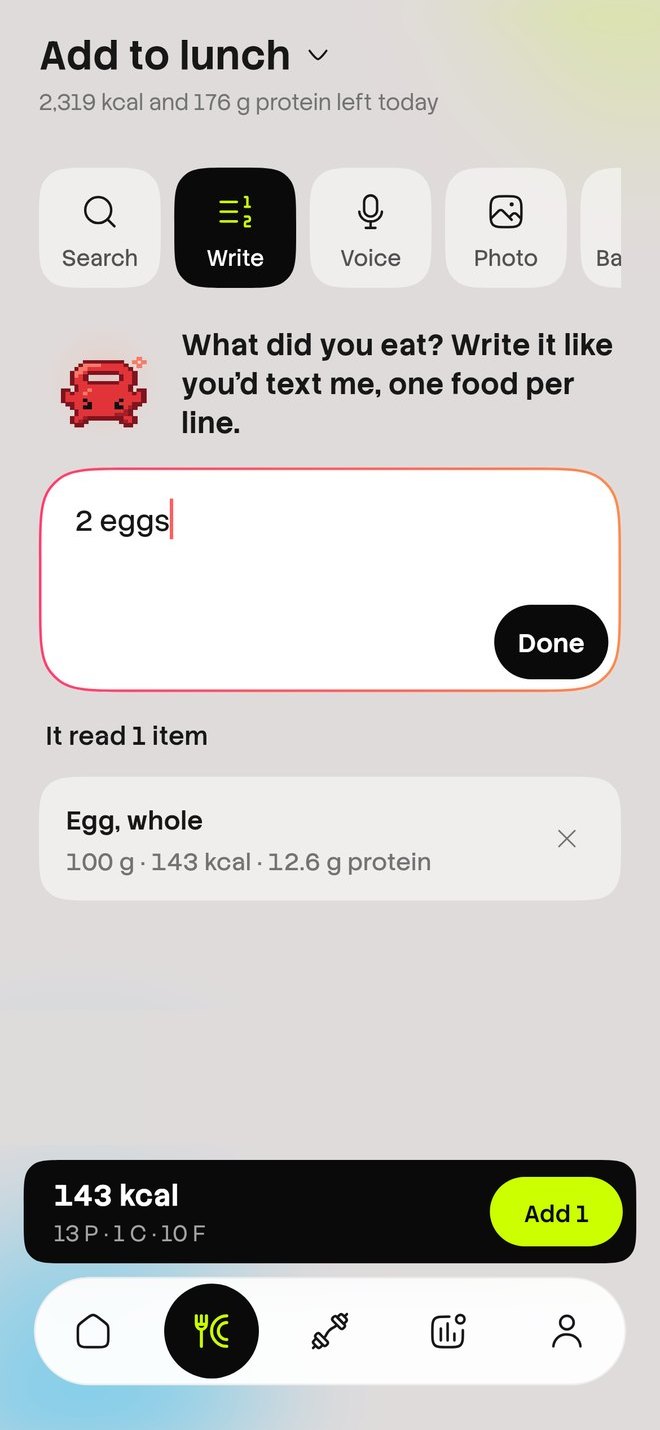 Add to lunch
2,319 kcal and 176 g protein left today
Search
Write
Voice
Photo
Ba
What did you eat? Write it like
you’d text me, one food per
line.
2 eggs
Done
It read 1 item
Egg, whole
100 g · 143 kcal · 12.6 g protein
143 kcal
13 P · 1 C · 10 F
Add 1